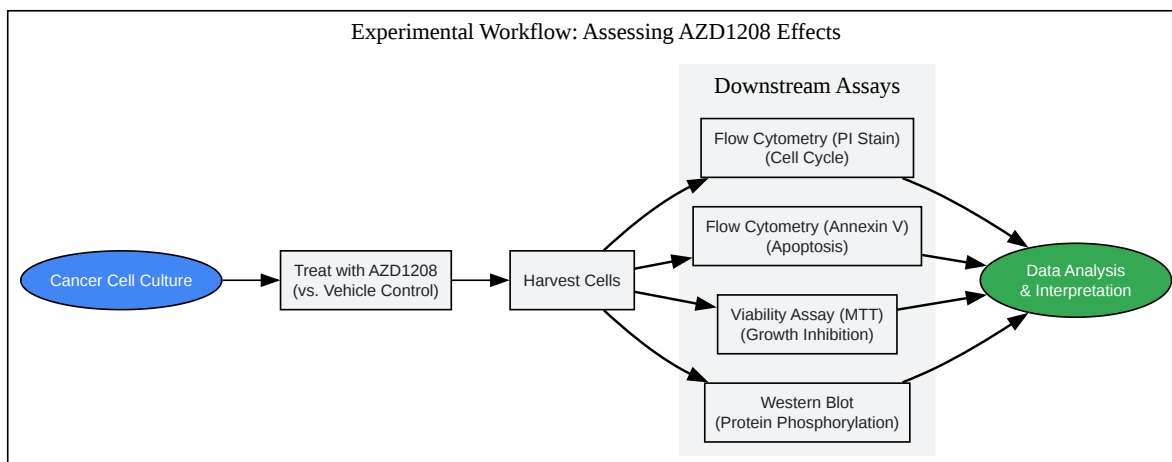 Experimental Workflow: Assessing AZD1208 Effects
Downstream Assays
Flow Cytometry (PI Stain)
(Cell Cycle)
Flow Cytometry (Annexin V)
(Apoptosis)
Cancer Cell Culture
Treat with AZD1208
(vs. Vehicle Control)
Harvest Cells
Data Analysis
& Interpretation
Viability Assay (MTT)
(Growth Inhibition)
Western Blot
(Protein Phosphorylation)